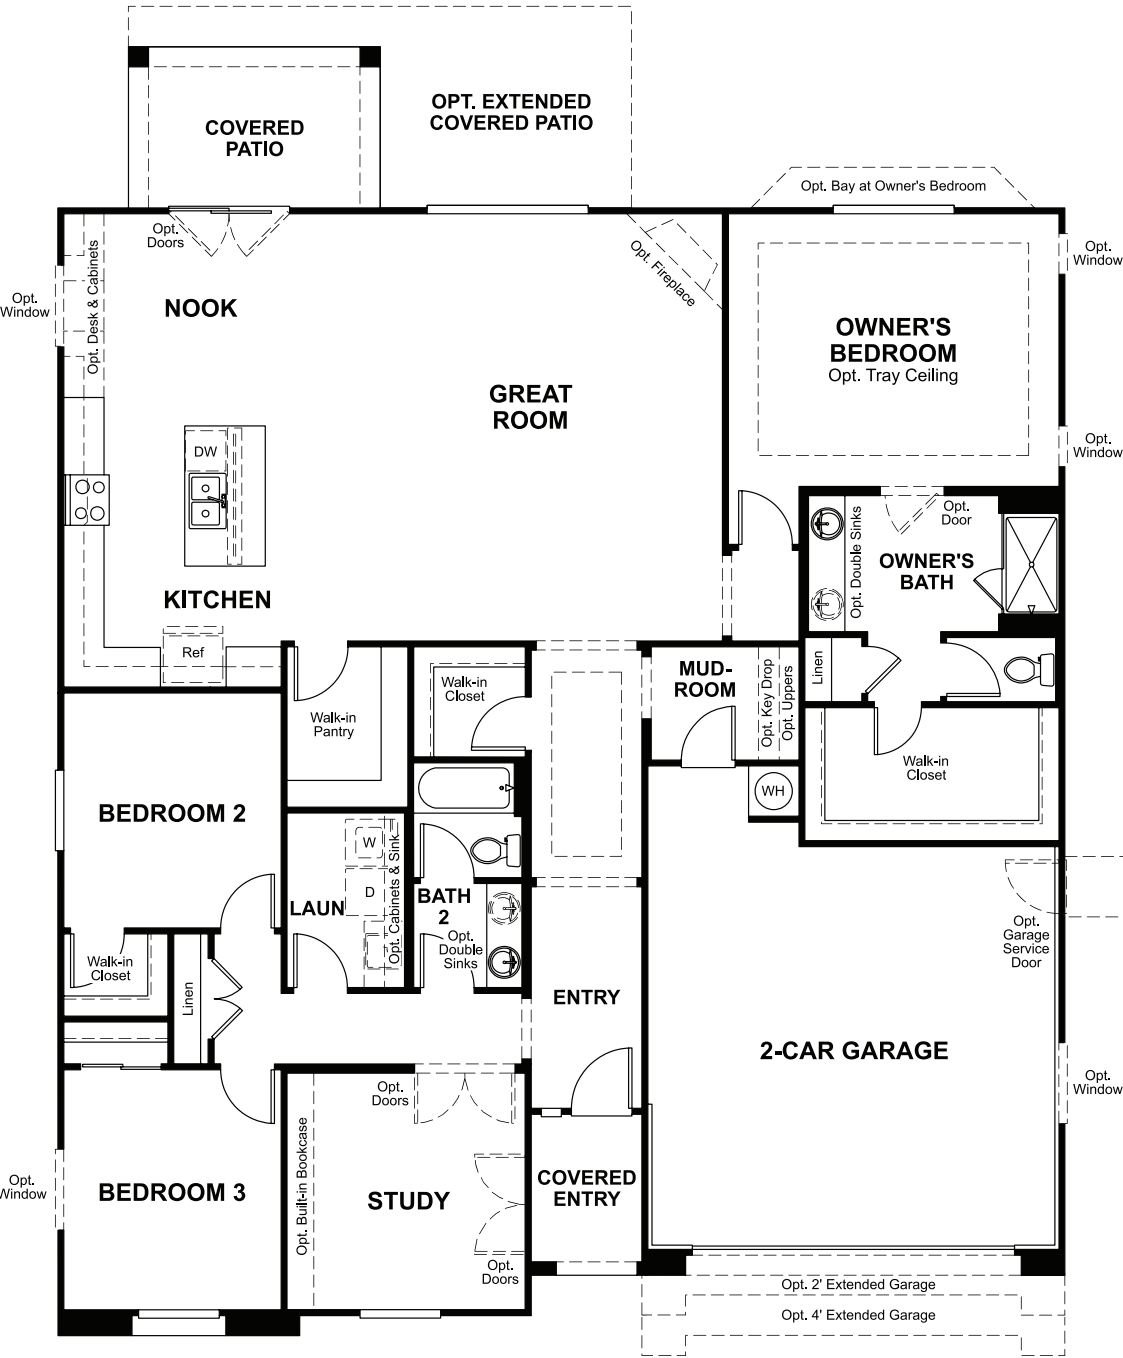 OPT. EXTENDED
COVERED PATIO
COVERED
PATIO
Opt. Bay at Owner's Bedroom
Opt.
Doors
Opt. Desk & Cabinets
Opt.
Window
NOOK
Opt. Fireplace
GREAT
ROOM
OWNER'S
BEDROOM
Opt. Tray Ceiling
Opt.
Window
Opt.
Window
DW
KITCHEN
Ref
Opt. Double Sinks
Opt.
Door
OWNER'S
BATH
Linen
Walk-in
Closet
MUD-
ROOM
Opt. Key Drop
Opt. Uppers
WH
Walk-in
Pantry
Walk-in
Closet
BEDROOM 2
W
D
LAUN
Opt. Cabinets & Sink
BATH
2
Opt.
Double
Sinks
Walk-in
Closet
Linen
ENTRY
2-CAR GARAGE
Opt.
Garage
Service
Door
Opt.
Window
Opt.
Doors
Opt. Built-in Bookcase
STUDY
Opt.
Doors
COVERED
ENTRY
BEDROOM 3
Opt.
Window
Opt. 2' Extended Garage
Opt. 4' Extended Garage